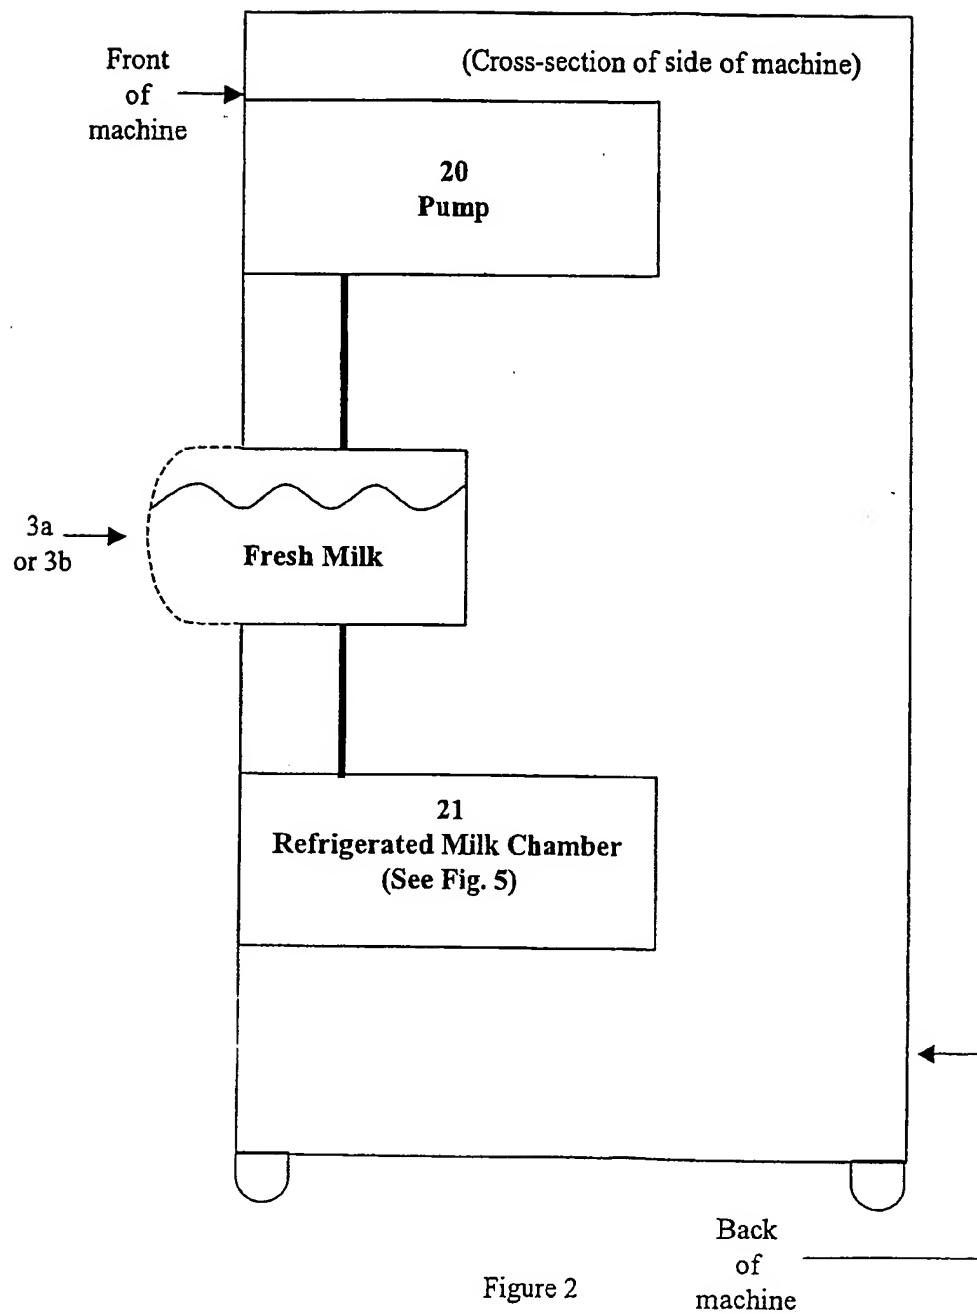 Front
of
machine
(Cross-section of side of machine)
20
Pump
3a
or 3b
Fresh Milk
21
Refrigerated Milk Chamber
(See Fig. 5)
Back
of
machine
Figure 2